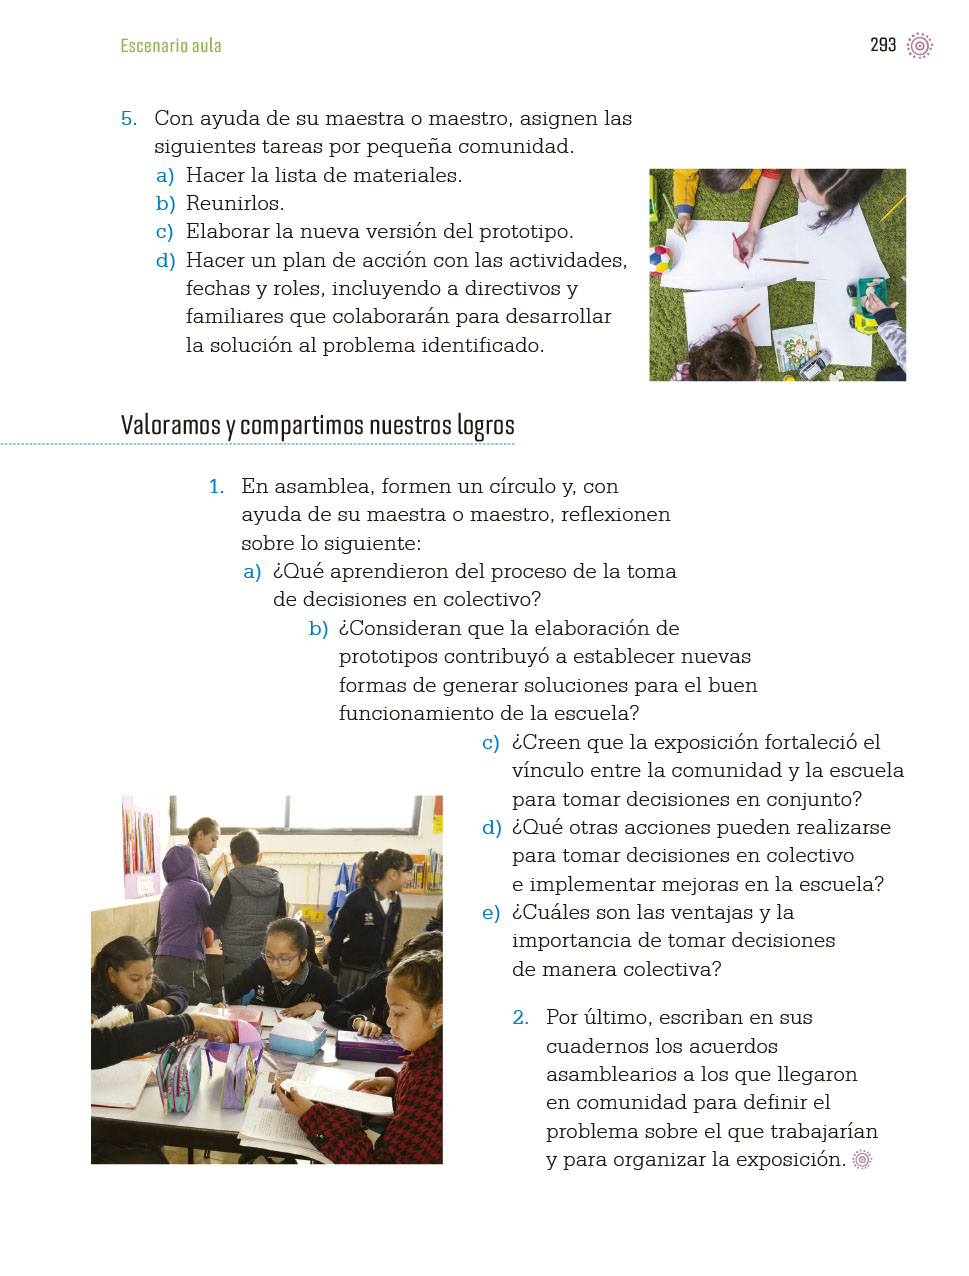 Escenario aula
293
5. Con ayuda de su maestra o maestro, asignen las
siguientes tareas por pequeña comunidad.
a) Hacer la lista de materiales.
b) Reunirlos.
c) Elaborar la nueva versión del prototipo.
d) Hacer un plan de acción con las actividades,
fechas y roles, incluyendo a directivos y
familiares que colaborarán para desarrollar
la solución al problema identificado.
Valoramos y compartimos nuestros logros
1. En asamblea, formen un círculo y, con
ayuda de su maestra o maestro, reflexionen
sobre lo siguiente:
a) ¿Qué aprendieron del proceso de la toma
de decisiones en colectivo?
b) ¿Consideran que la elaboración de
prototipos contribuyó a establecer nuevas
formas de generar soluciones para el buen
funcionamiento de la escuela?
c) ¿Creen que la exposición fortaleció el
vínculo entre la comunidad y la escuela
para tomar decisiones en conjunto?
d) ¿Qué otras acciones pueden realizarse
para tomar decisiones en colectivo
e implementar mejoras en la escuela?
e) ¿Cuáles son las ventajas y la
importancia de tomar decisiones
de manera colectiva?
2. Por último, escriban en sus
cuadernos los acuerdos
asamblearios a los que llegaron
en comunidad para definir el
problema sobre el que trabajarían
y para organizar la exposición.